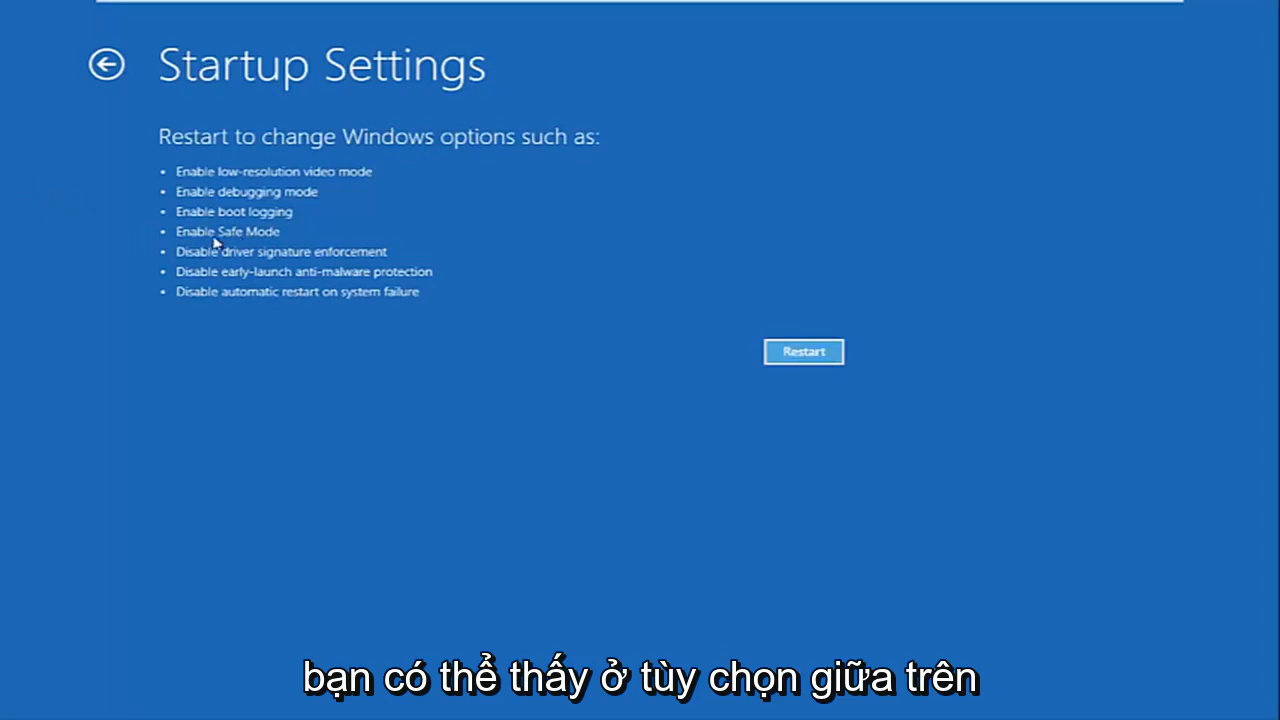 Startup Settings
Restart to change Windows options such as:
• Enable low-resolution video mode
• Enable debugging mode
• Enable boot logging
• Enable Safe Mode
• Disable driver signature enforcement
• Disable early-launch anti-malware protection
• Disable automatic restart on system failure
Restart
bạn có thể thấy ở tùy chọn giữa trên